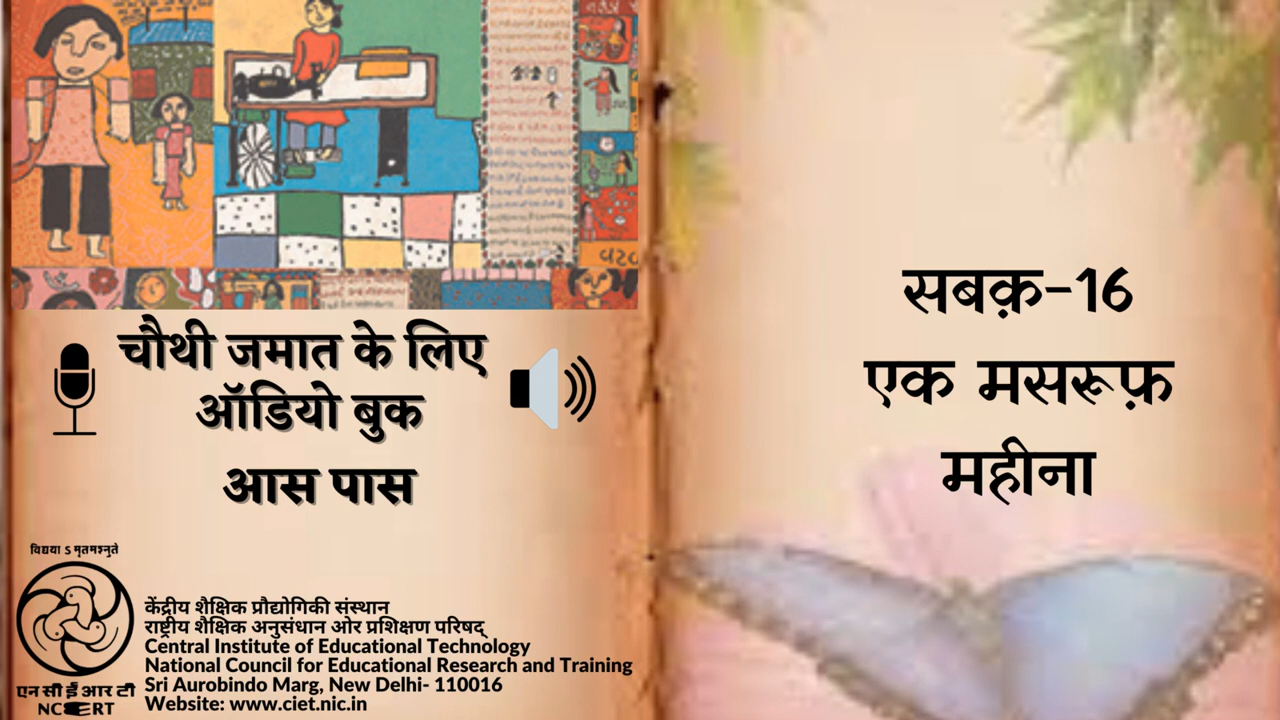 चौथी जमात के लिए
ऑडियो बुक
आस पास
विद्यया ऽ मृतमश्नुते
एन सी ई आर टी
NCERT
केंद्रीय शैक्षिक प्रौद्योगिकी संस्थान
राष्ट्रीय शैक्षिक अनुसंधान ओर प्रशिक्षण परिषद्
Central Institute of Educational Technology
National Council for Educational Research and Training
Sri Aurobindo Marg, New Delhi- 110016
Website: www.ciet.nic.in
सबक़-16
एक मसरूफ़
महीना